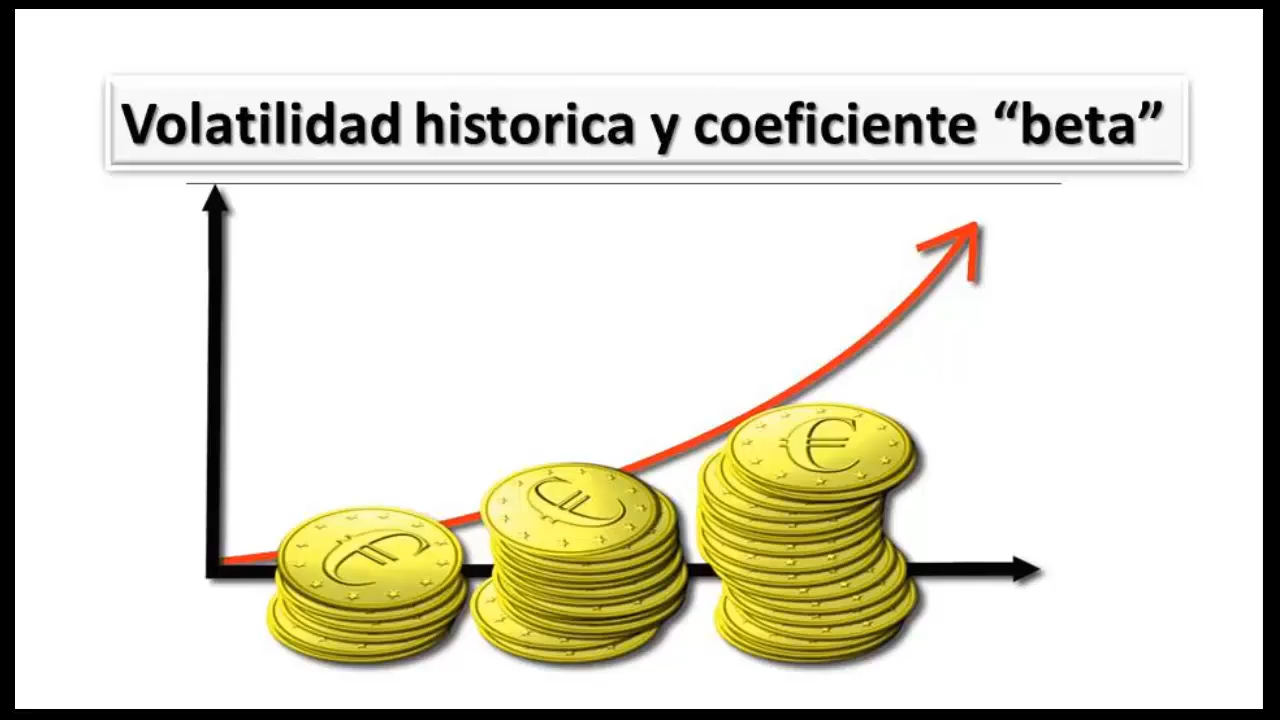 Volatilidad historica y coeficiente “beta”
€
€
€